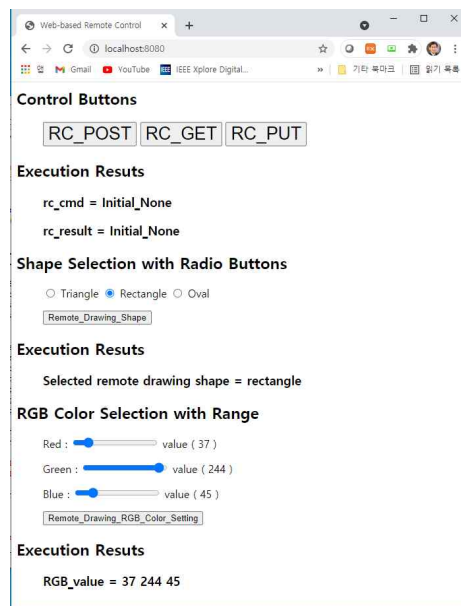 Web-based Remote Control
localhost:8080
앱 Gmail YouTube IEEE IEEE Xplore Digital... » 기타 북마크 읽기 목록
Control Buttons
RC_POST RC_GET RC_PUT
Execution Resuts
rc_cmd = Initial_None
rc_result = Initial_None
Shape Selection with Radio Buttons
Triangle Rectangle Oval
Remote_Drawing_Shape
Execution Resuts
Selected remote drawing shape = rectangle
RGB Color Selection with Range
Red : value ( 37 )
Green : value ( 244 )
Blue : value ( 45 )
Remote_Drawing_RGB_Color_Setting
Execution Resuts
RGB_value = 37 244 45